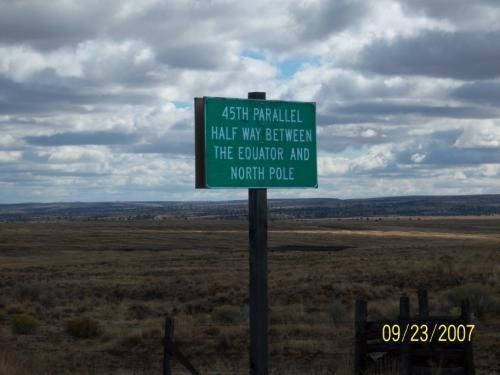 45TH PARALLEL
HALF WAY BETWEEN
THE EQUATOR AND
NORTH POLE
09/23/2007